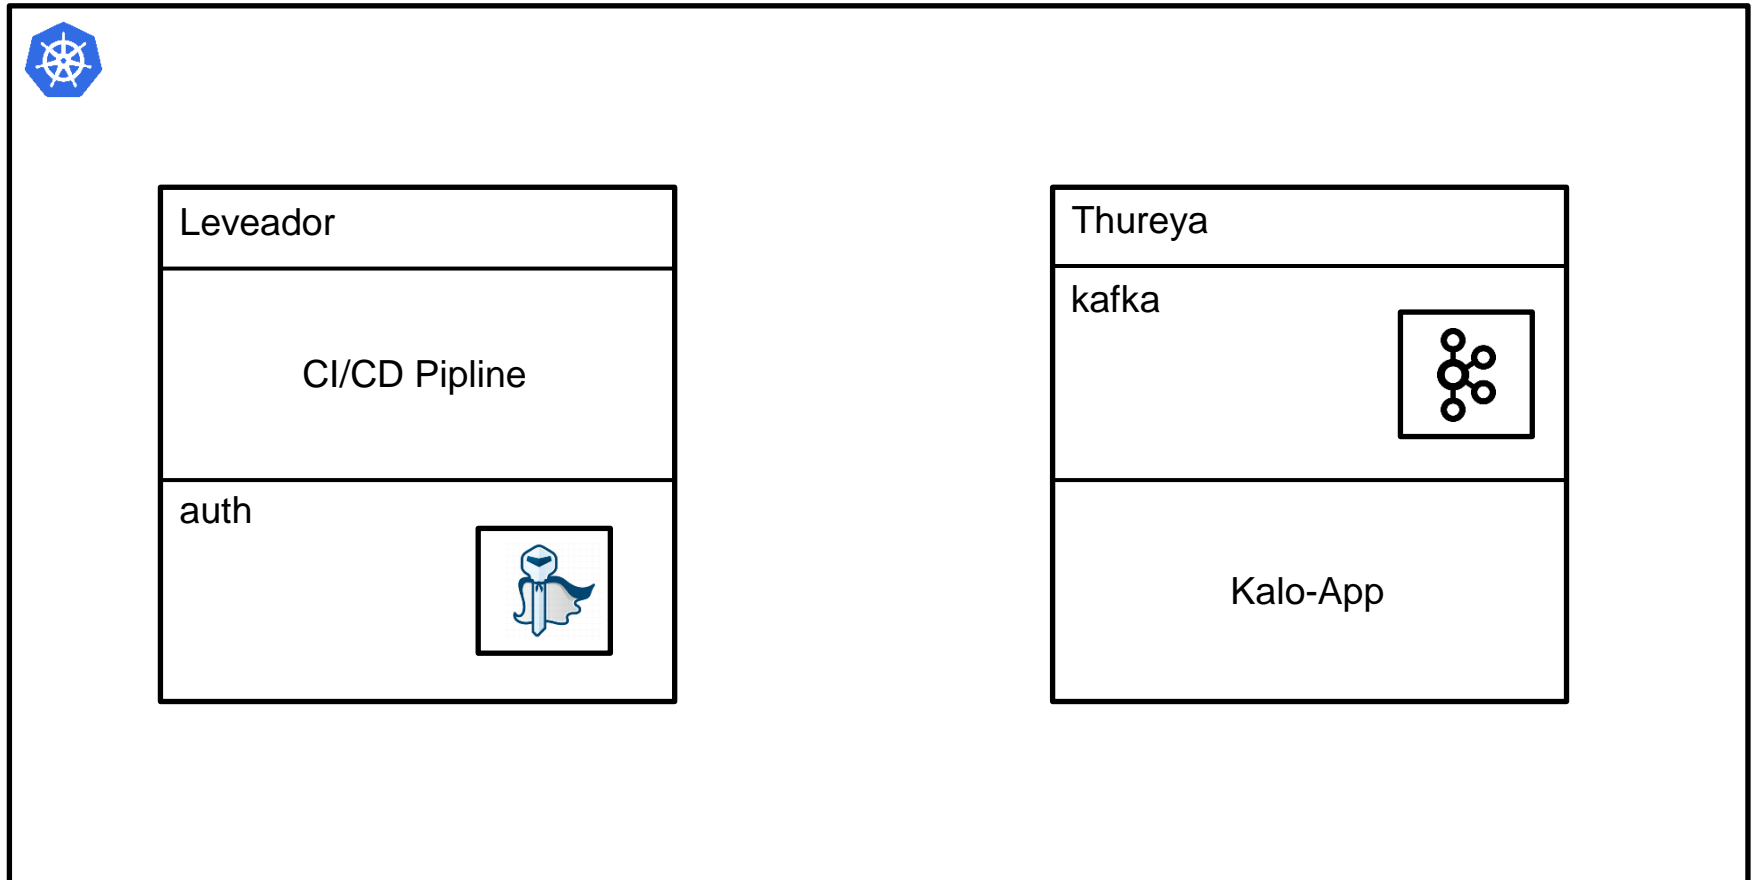 Leveador
CI/CD Pipline
auth
Thureya
kafka
Kalo-App